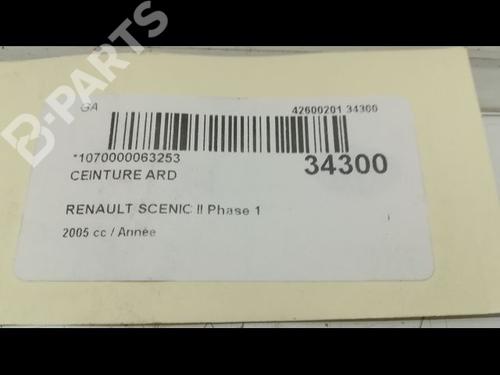 B-PARTS
GA 42600201 34300
*1070000063253 34300
CEINTURE ARD
RENAULT SCENIC II Phase 1
2005 cc / Année